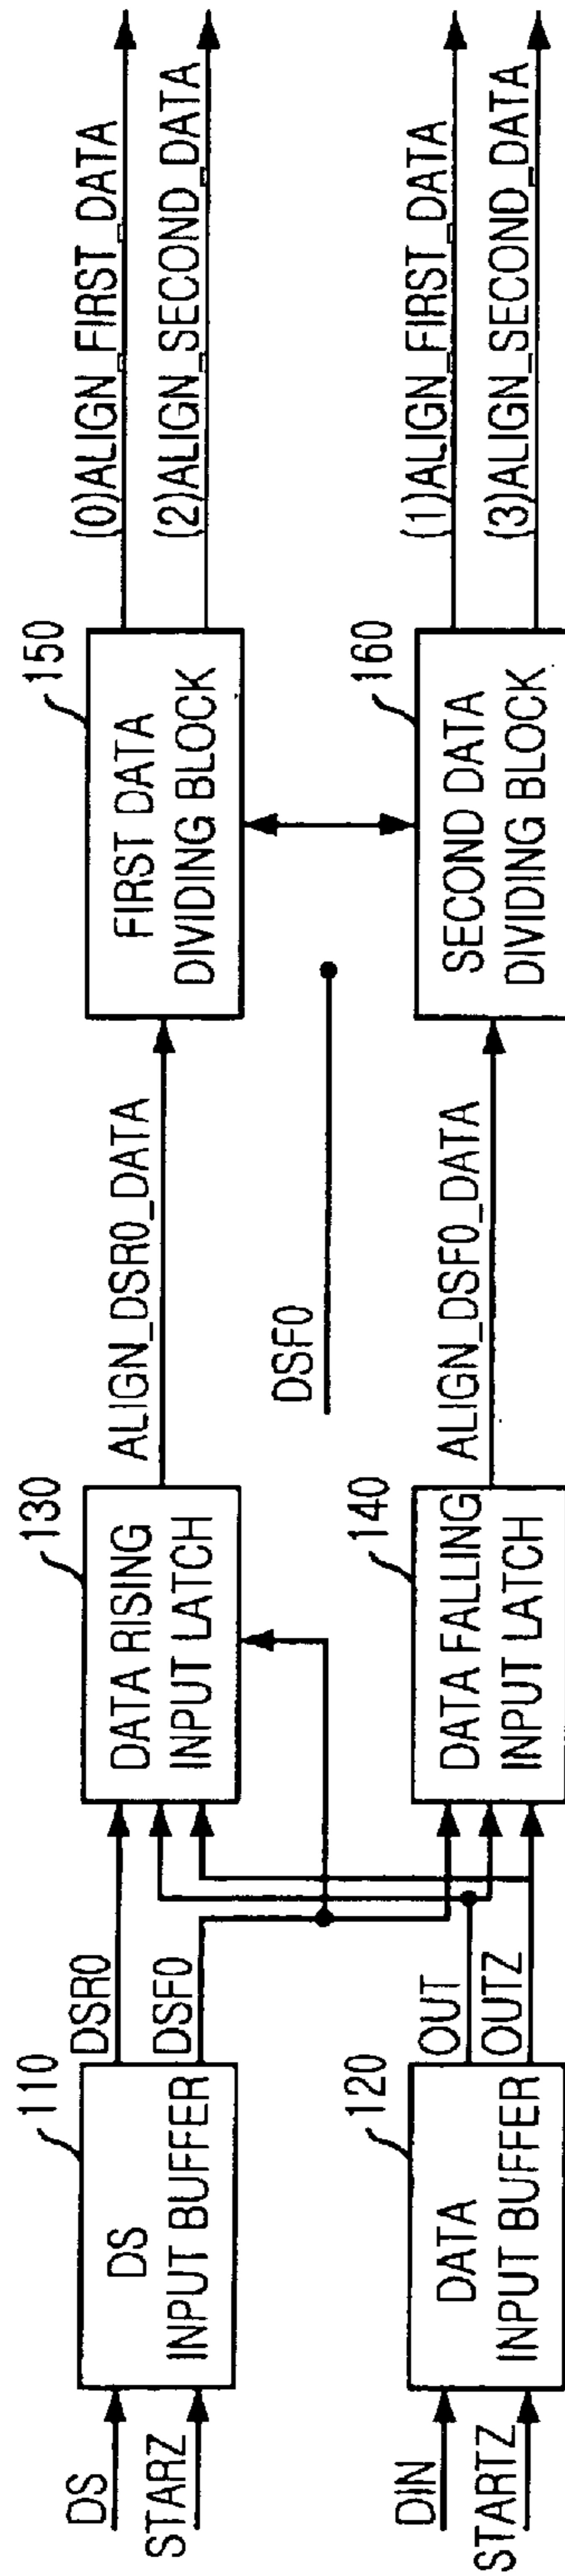 DS
STARZ
110
DS
INPUT BUFFER
DSR0
DSF0
130
DATA RISING
INPUT LATCH
ALIGN_DSR0_DATA
150
FIRST DATA
DIVIDING BLOCK
(0)ALIGN_FIRST_DATA
(2)ALIGN_SECOND_DATA
DSF0
DIN
STARTZ
120
DATA
INPUT BUFFER
OUT
OUTZ
140
DATA FALLING
INPUT LATCH
ALIGN_DSF0_DATA
160
SECOND DATA
DIVIDING BLOCK
(1)ALIGN_FIRST_DATA
(3)ALIGN_SECOND_DATA